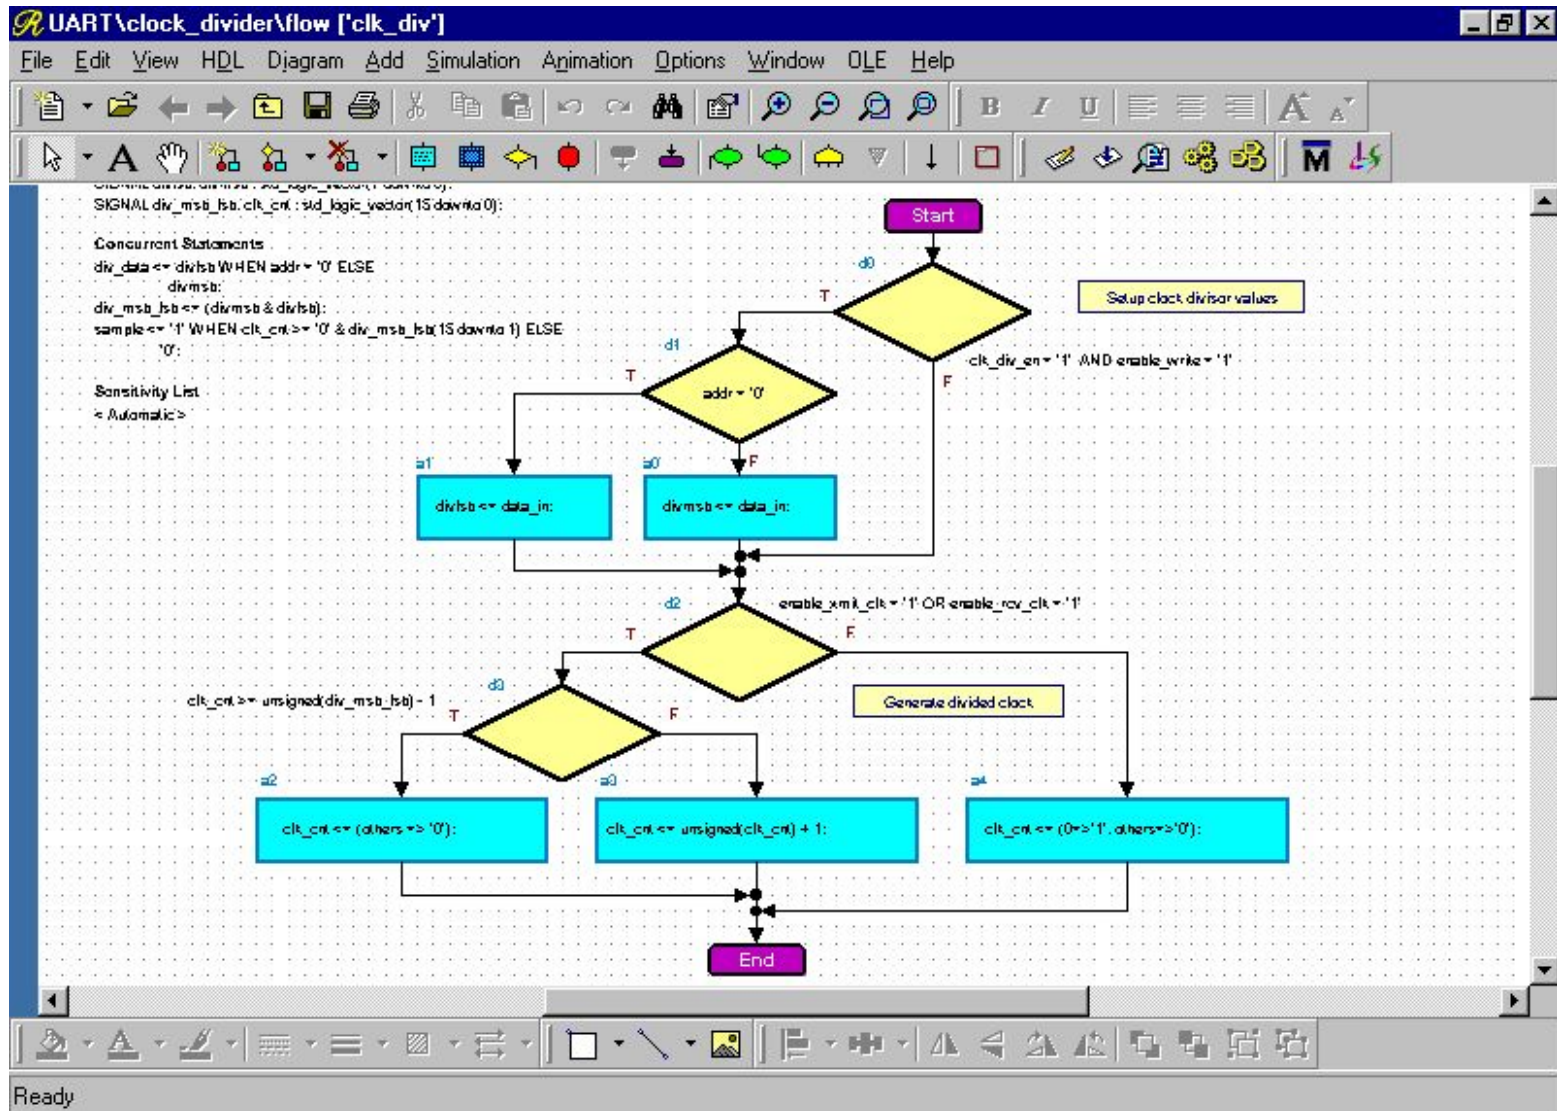 UART\clock_divider\flow ['clk_div']
File Edit View HDL Diagram Add Simulation Animation Options Window OLE Help
B I U A A
A M
SIGNAL div_msb_lsb, clk_cnt : std_logic_vector(15 downto 0);
Concurrent Statements
div_data <= divlsb WHEN addr = '0' ELSE
divmsb;
div_msb_lsb <= (divmsb & divlsb);
sample <= '1' WHEN clk_cnt >= '0' & div_msb_lsb(15 downto 1) ELSE
'0';
Sensitivity List
< Automatic >
Start
d0
T
Setup clock divisor values
clk_div_en = '1' AND enable_write = '1'
F
d1
T
addr = '0'
F
a1
divlsb <= data_in;
a0
divmsb <= data_in;
d2
enable_xmit_clk = '1' OR enable_rcv_clk = '1'
T
F
d3
clk_cnt >= unsigned(div_msb_lsb) - 1
T
F
Generate divided clock
a2
clk_cnt <= (others => '0');
a3
clk_cnt <= unsigned(clk_cnt) + 1;
a4
clk_cnt <= (0=>'1', others=>'0');
End
A
Ready